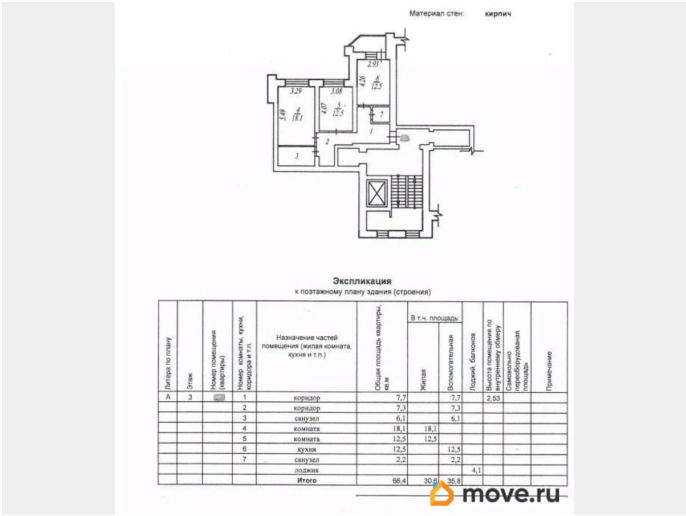 Материал стен: кирпич
2.93
4.26
6
12.5
3.29
3.08
5.49
4
18.1
4.07
5
12.5
7
1
2
3
Экспликация
к поэтажному плану здания (строения)
Литера по плану
Этаж
Номер помещения (квартиры)
Номер комнаты, кухни, коридора и т.п.
Назначение частей помещения (жилая комната, кухня и т.п.)
Общая площадь квартиры, кв.м
В т.ч. площадь:
Жилая
Вспомогательная
Лоджий, балконов
Высота помещения по внутреннему обмеру
Самовольно переоборудованная площадь
Примечание
А 3 1 коридор 7,7 7,7 2,53
2 коридор 7,3 7,3
3 санузел 6,1 6,1
4 комната 18,1 18,1
5 комната 12,5 12,5
6 кухня 12,5 12,5
7 санузел 2,2 2,2
лоджия 4,1
Итого 66,4 30,6 35,8
move.ru